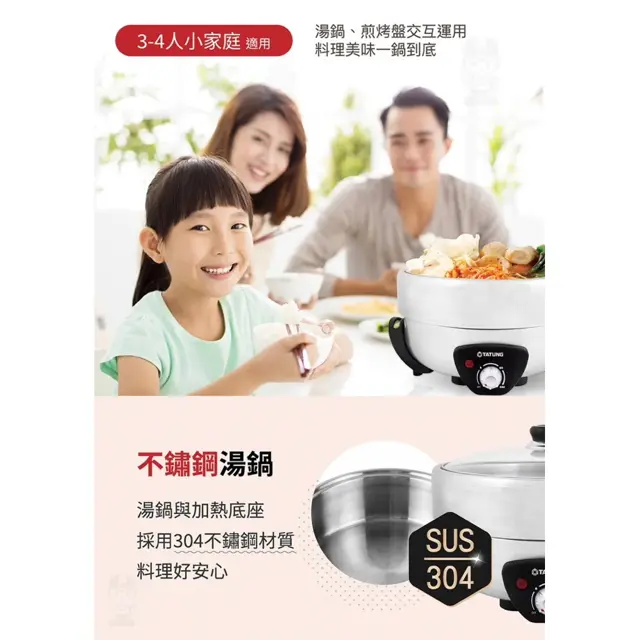 3-4人小家庭 適用
湯鍋、煎烤盤交互運用
料理美味一鍋到底
TATUNG
不鏽鋼湯鍋
湯鍋與加熱底座
採用304不鏽鋼材質
料理好安心
SUS
304
TATUNG